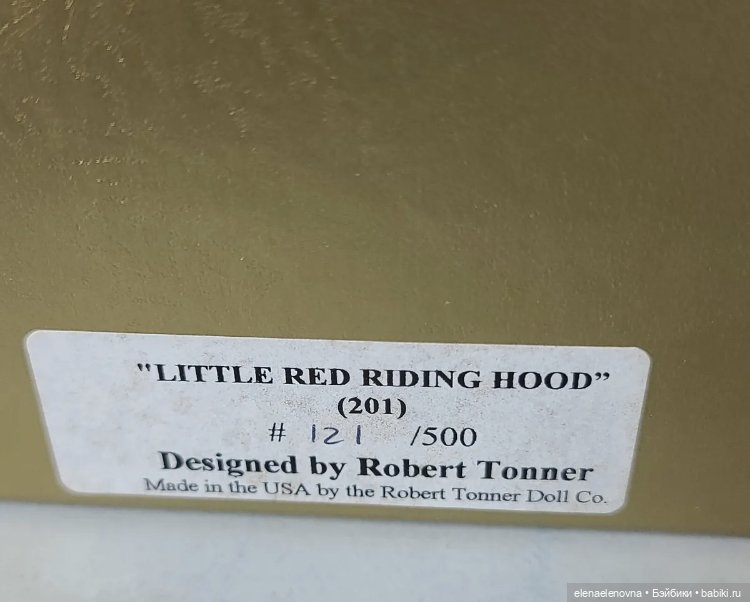 "LITTLE RED RIDING HOOD"
(201)
# 121 /500
Designed by Robert Tonner
Made in the USA by the Robert Tonner Doll Co.
elenaelenovna • Бэйбики • babiki.ru